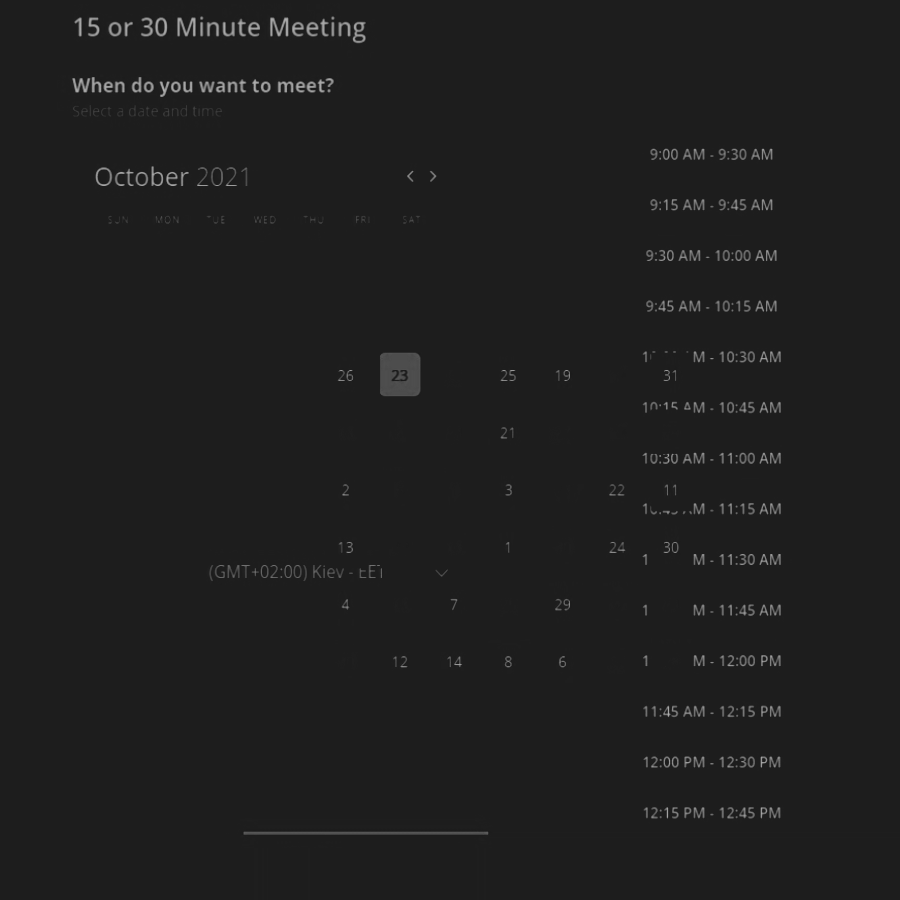 15 or 30 Minute Meeting
When do you want to meet?
Select a date and time
9:00 AM - 9:30 AM
October 2021
SUN MON TUE WED THU FRI SAT
9:15 AM - 9:45 AM
9:30 AM - 10:00 AM
9:45 AM - 10:15 AM
M - 10:30 AM
26 23 25 19 31
10:15 AM - 10:45 AM
21
10:30 AM - 11:00 AM
2 3 22 11
M - 11:15 AM
13 1 24 30
1 M - 11:30 AM
(GMT+02:00) Kiev - EET
4 7 29
1 M - 11:45 AM
12 14 8 6
1 M - 12:00 PM
11:45 AM - 12:15 PM
12:00 PM - 12:30 PM
12:15 PM - 12:45 PM